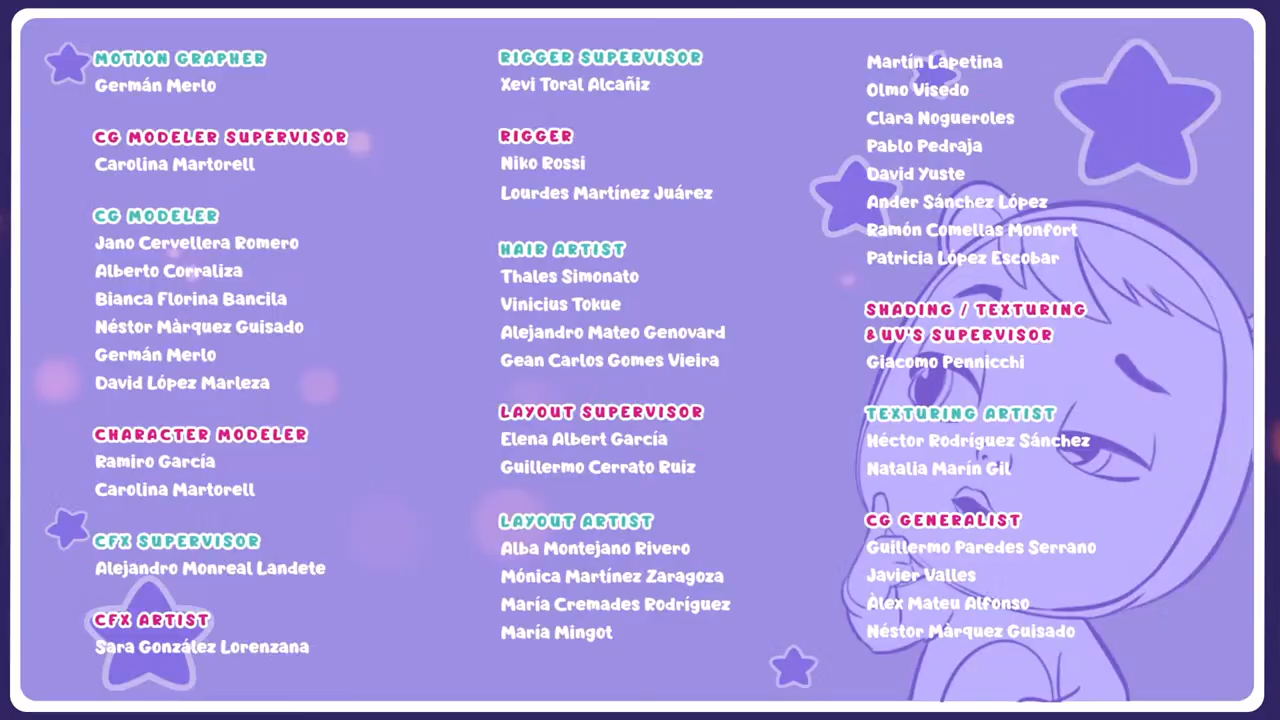 MOTION GRAPHER
Germán Merlo
CG MODELER SUPERVISOR
Carolina Martorell
CG MODELER
Jano Cervellera Romero
Alberto Corraliza
Bianca Florina Bancila
Néstor Màrquez Guisado
Germán Merlo
David López Marleza
CHARACTER MODELER
Ramiro García
Carolina Martorell
CFX SUPERVISOR
Alejandro Monreal Landete
CFX ARTIST
Sara González Lorenzana
RIGGER SUPERVISOR
Xevi Toral Alcañiz
RIGGER
Niko Rossi
Lourdes Martínez Juárez
HAIR ARTIST
Thales Simonato
Vinicius Tokue
Alejandro Mateo Genovard
Gean Carlos Gomes Vieira
LAYOUT SUPERVISOR
Elena Albert García
Guillermo Cerrato Ruiz
LAYOUT ARTIST
Alba Montejano Rivero
Mónica Martínez Zaragoza
María Cremades Rodríguez
María Mingot
Martín Lapetina
Olmo Visedo
Clara Nogueroles
Pablo Pedraja
David Yuste
Ander Sánchez López
Ramón Comellas Monfort
Patricia López Escobar
SHADING / TEXTURING
& UV'S SUPERVISOR
Giacomo Pennicchi
TEXTURING ARTIST
Héctor Rodríguez Sánchez
Natalia Marín Gil
CG GENERALIST
Guillermo Paredes Serrano
Javier Valles
Àlex Mateu Alfonso
Néstor Màrquez Guisado